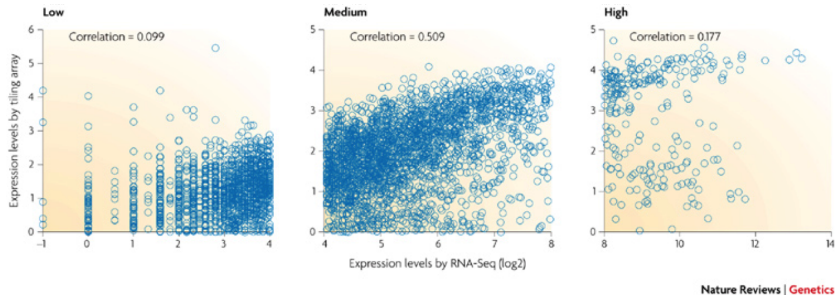 Low
Correlation = 0.099
Expression levels by tiling array
6
5
4
3
2
1
0
–1 0 1 2 3 4
Medium
Correlation = 0.509
5
4
3
2
1
0
4 5 6 7 8
Expression levels by RNA-Seq (log2)
High
Correlation = 0.177
5
4
3
2
1
0
8 10 12 14
Nature Reviews | Genetics